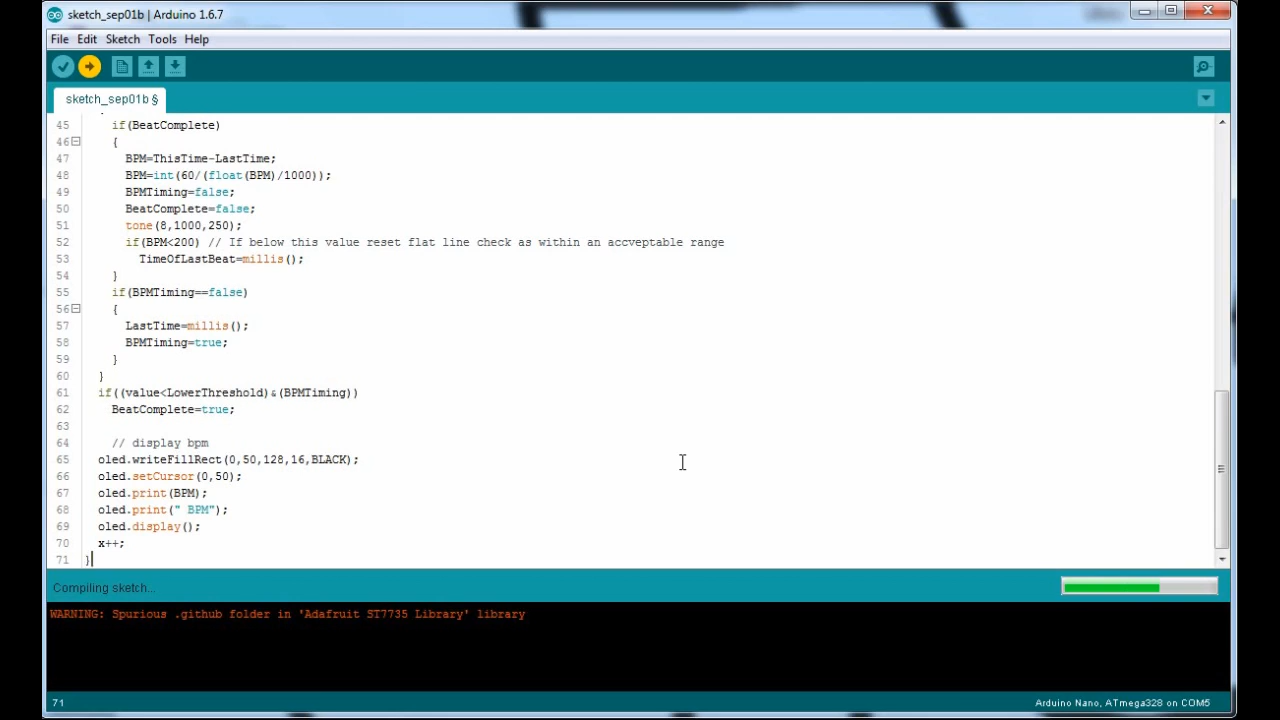 sketch_sep01b | Arduino 1.6.7
File Edit Sketch Tools Help
sketch_sep01b §
45 if(BeatComplete)
46 {
47 BPM=ThisTime-LastTime;
48 BPM=int(60/(float(BPM)/1000));
49 BPMTiming=false;
50 BeatComplete=false;
51 tone(8,1000,250);
52 if(BPM<200) // If below this value reset flat line check as within an accveptable range
53 TimeOfLastBeat=millis();
54 }
55 if(BPMTiming==false)
56 {
57 LastTime=millis();
58 BPMTiming=true;
59 }
60 }
61 if((value<LowerThreshold)&(BPMTiming))
62 BeatComplete=true;
63
64 // display bpm
65 oled.writeFillRect(0,50,128,16,BLACK);
66 oled.setCursor(0,50);
67 oled.print(BPM);
68 oled.print(" BPM");
69 oled.display();
70 x++;
71 }
Compiling sketch...
WARNING: Spurious .github folder in 'Adafruit ST7735 Library' library
71 Arduino Nano, ATmega328 on COM5